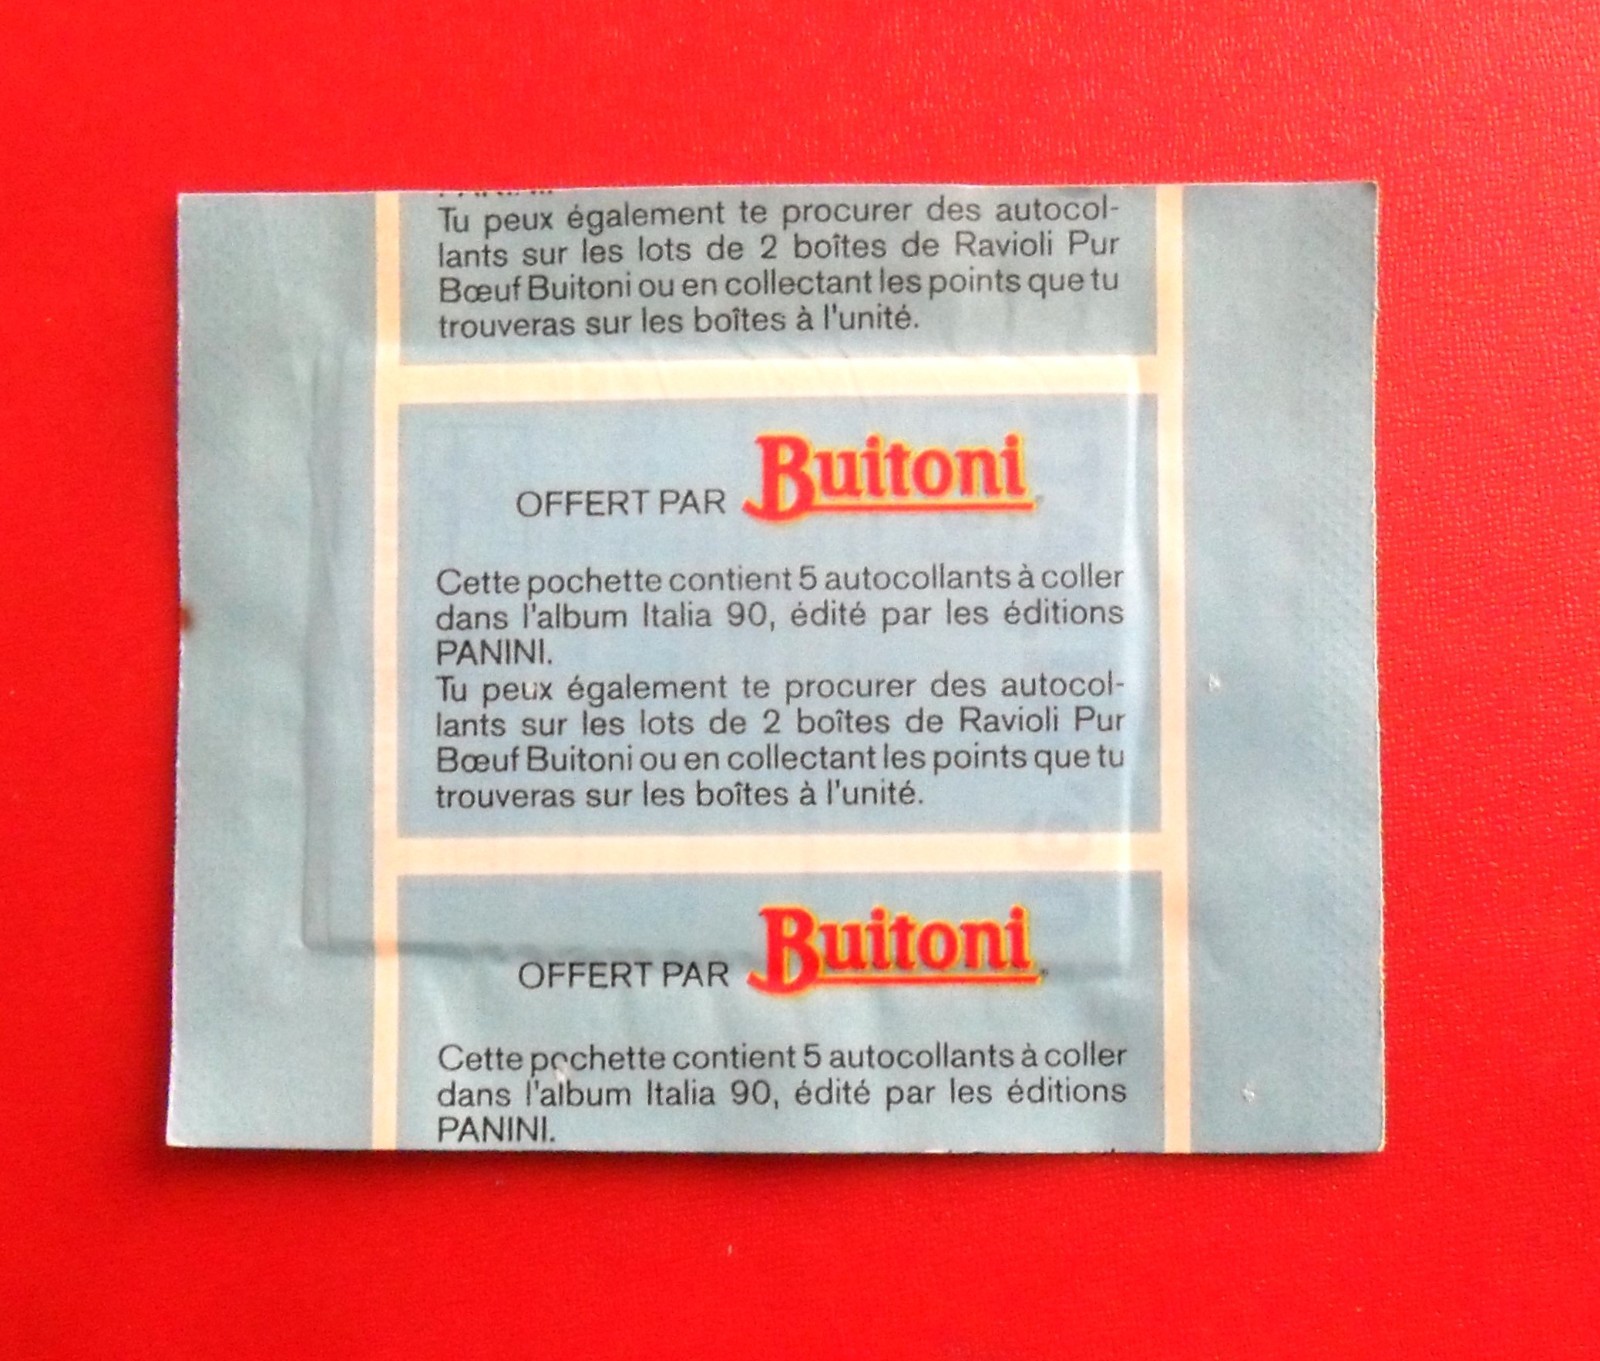 Tu peux également te procurer des autocol-
lants sur les lots de 2 boîtes de Ravioli Pur
Bœuf Buitoni ou en collectant les points que tu
trouveras sur les boîtes à l'unité.
OFFERT PAR Buitoni
Cette pochette contient 5 autocollants à coller
dans l'album Italia 90, édité par les éditions
PANINI.
Tu peux également te procurer des autocol-
lants sur les lots de 2 boîtes de Ravioli Pur
Bœuf Buitoni ou en collectant les points que tu
trouveras sur les boîtes à l'unité.
OFFERT PAR Buitoni
Cette pochette contient 5 autocollants à coller
dans l'album Italia 90, édité par les éditions
PANINI.